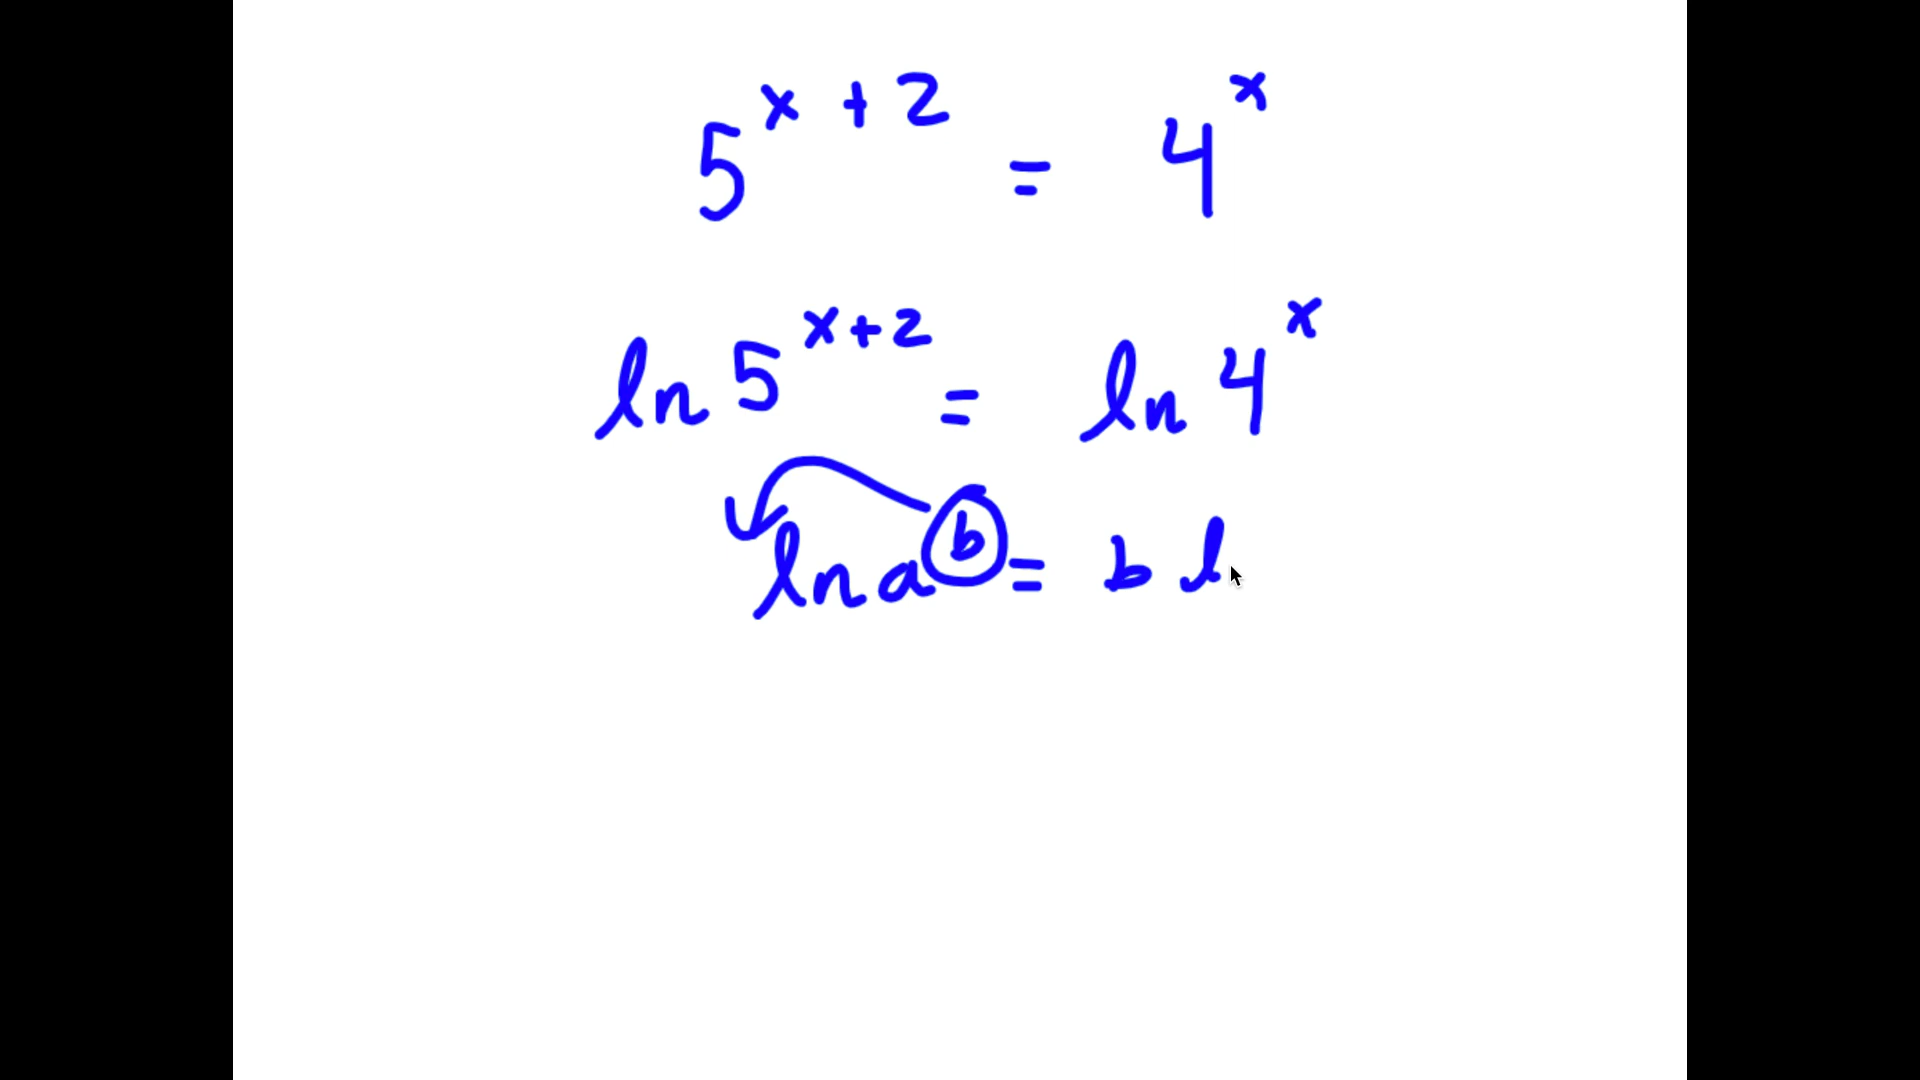 5^{x+2} = 4^x
ln 5^{x+2} = ln 4^x
ln a^b = b l